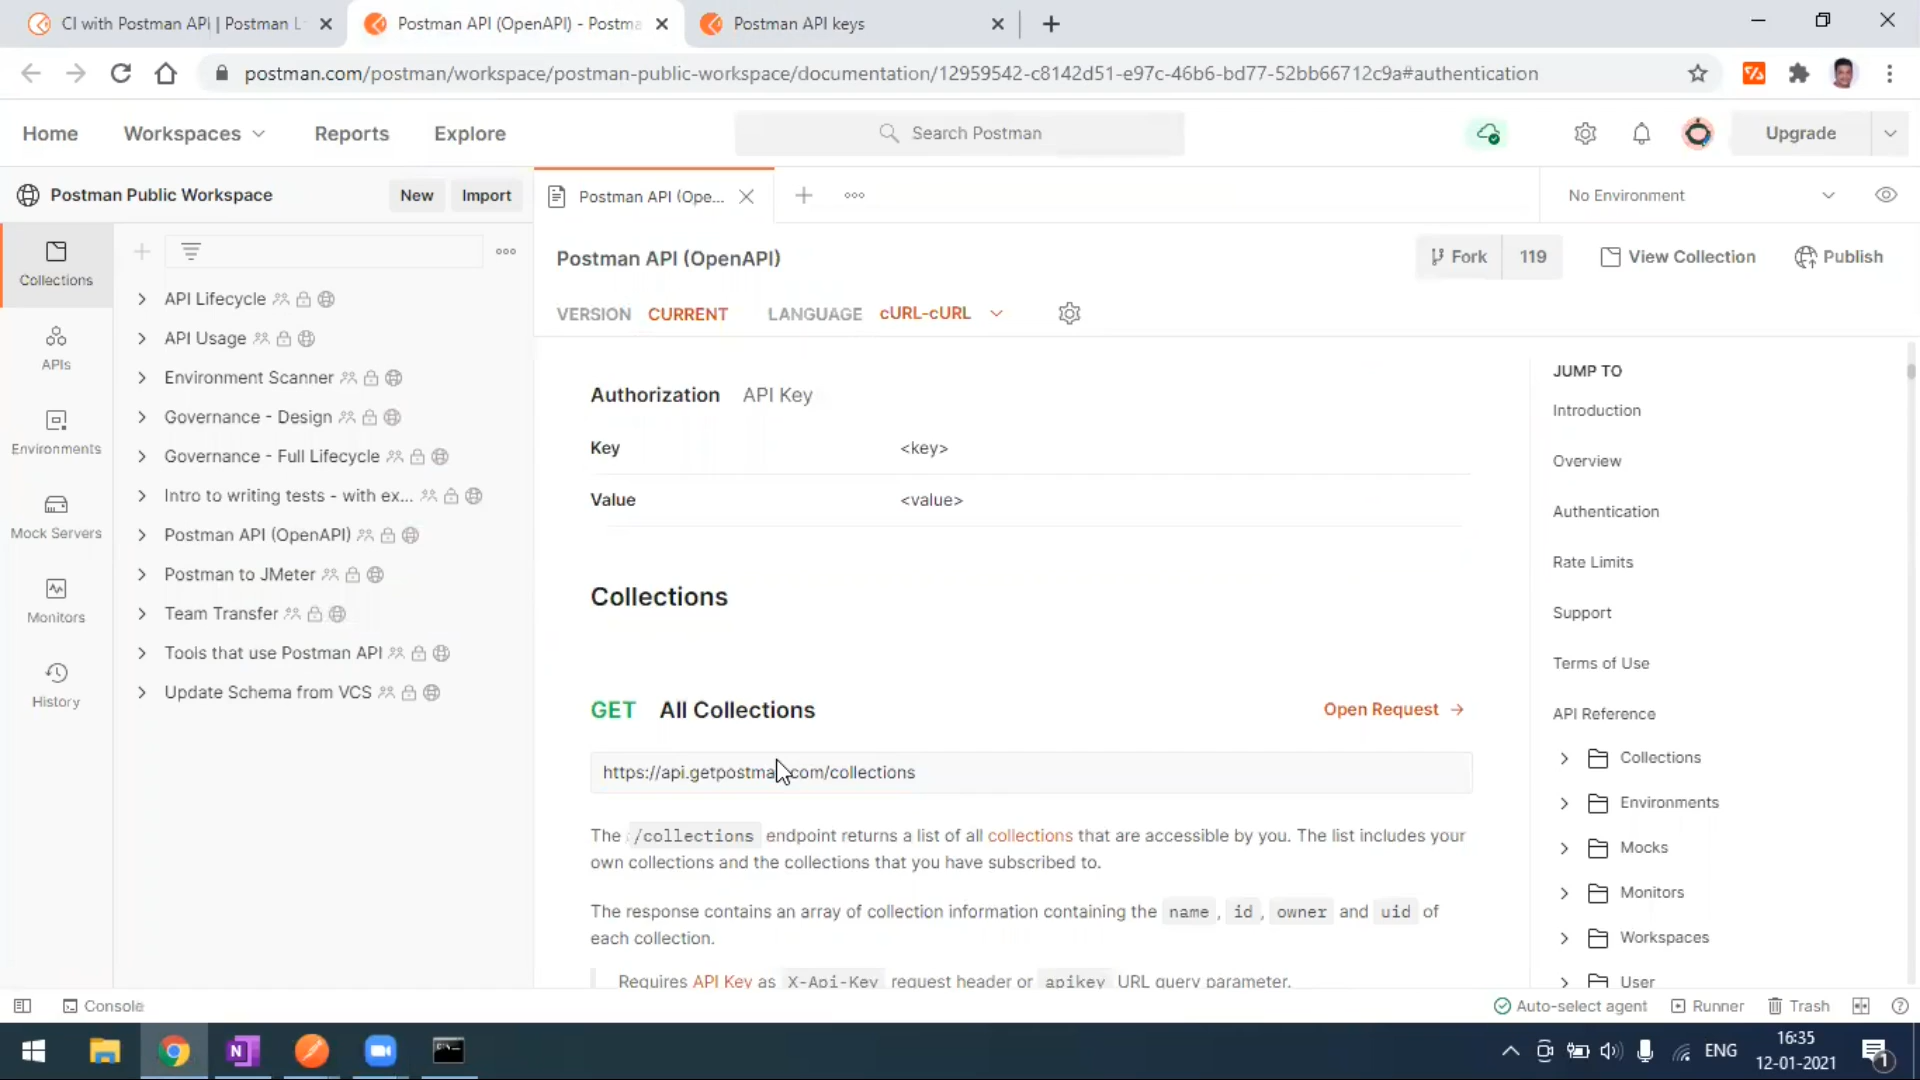 CI with Postman API | Postman L
Postman API (OpenAPI) - Postma
Postman API keys
postman.com/postman/workspace/postman-public-workspace/documentation/12959542-c8142d51-e97c-46b6-bd77-52bb66712c9a#authentication
Home
Workspaces
Reports
Explore
Search Postman
Upgrade
Postman Public Workspace
New
Import
Postman API (Ope...
No Environment
Collections
APIs
Environments
Mock Servers
Monitors
History
API Lifecycle
API Usage
Environment Scanner
Governance - Design
Governance - Full Lifecycle
Intro to writing tests - with ex...
Postman API (OpenAPI)
Postman to JMeter
Team Transfer
Tools that use Postman API
Update Schema from VCS
Postman API (OpenAPI)
Fork 119
View Collection
Publish
VERSION CURRENT LANGUAGE cURL-cURL
Authorization API Key
Key <key>
Value <value>
Collections
GET All Collections
Open Request →
https://api.getpostma.com/collections
The /collections endpoint returns a list of all collections that are accessible by you. The list includes your
own collections and the collections that you have subscribed to.
The response contains an array of collection information containing the name, id, owner and uid of
each collection.
Requires API Key as X-Api-Key request header or apikey URL query parameter.
JUMP TO
Introduction
Overview
Authentication
Rate Limits
Support
Terms of Use
API Reference
Collections
Environments
Mocks
Monitors
Workspaces
User
Console
Auto-select agent
Runner
Trash
N
ENG
16:35
12-01-2021
1